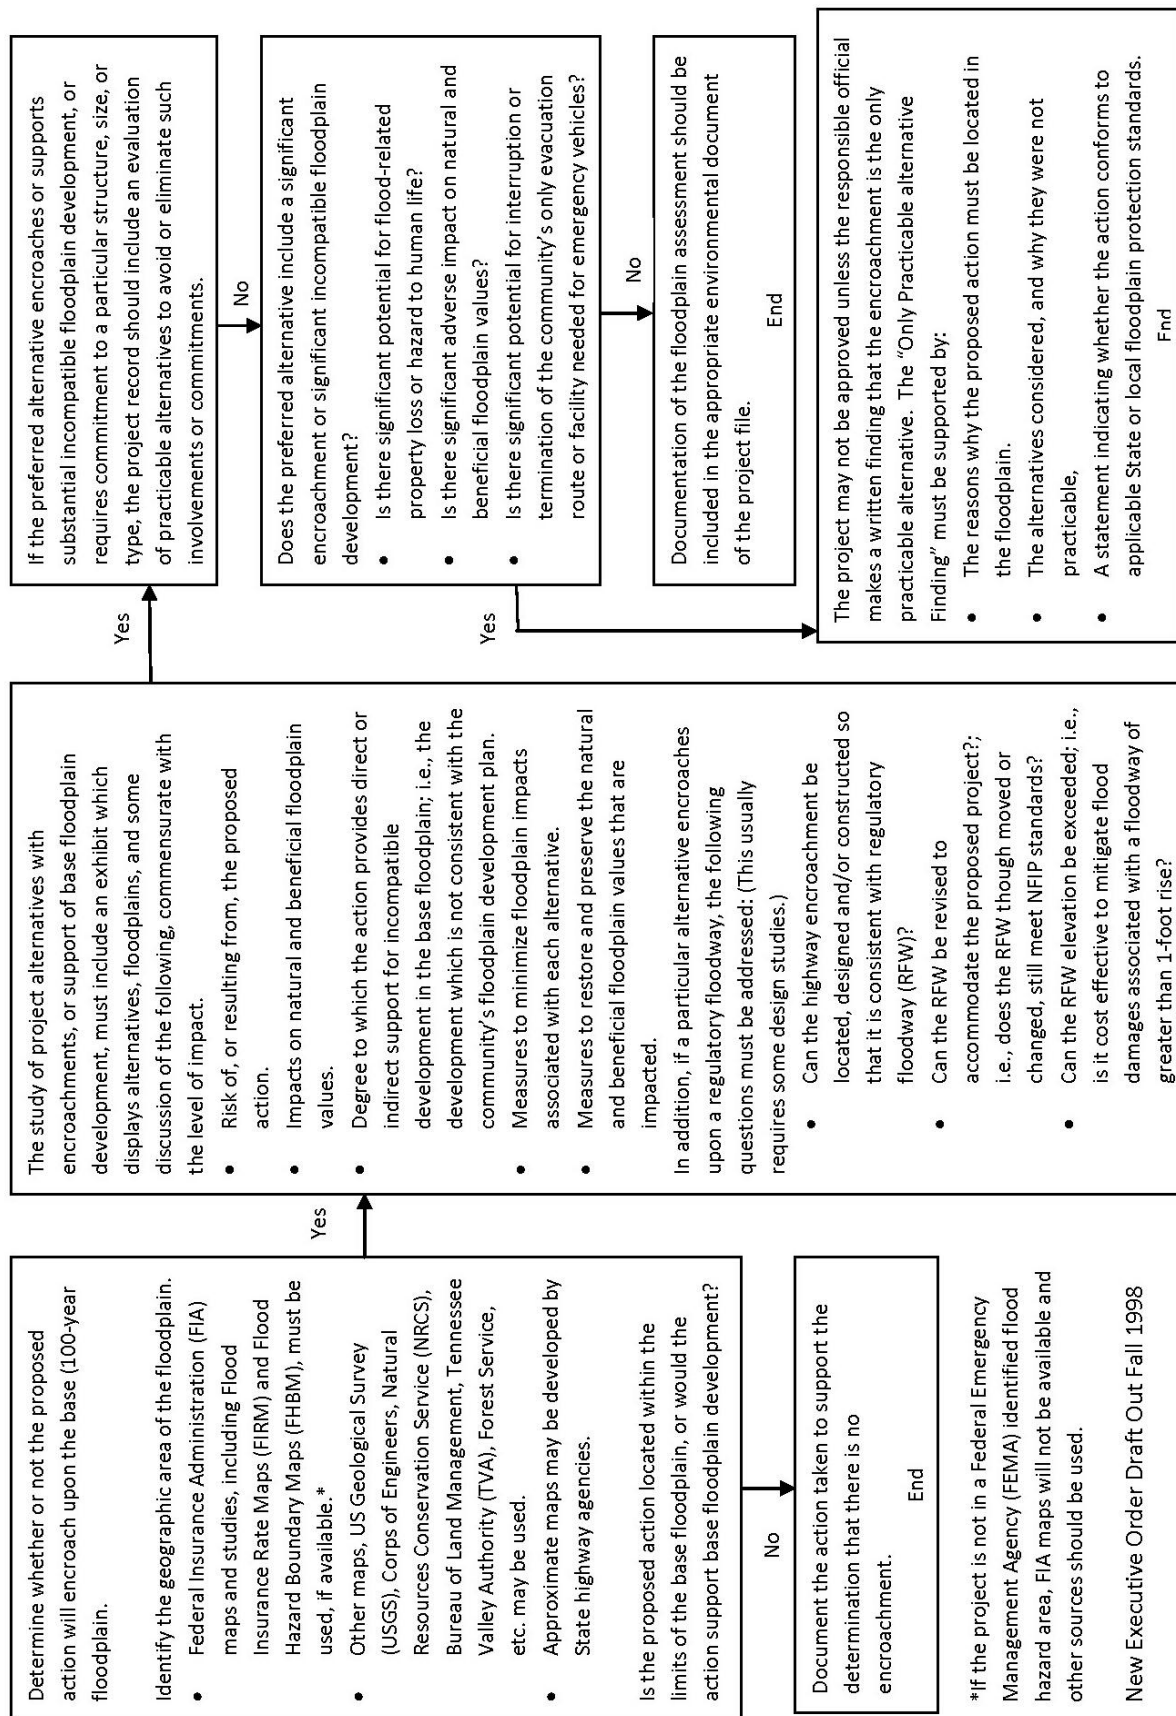 Determine whether or not the proposed
action will encroach upon the base (100-year
floodplain.
Identify the geographic area of the floodplain.
• Federal Insurance Administration (FIA)
maps and studies, including Flood
Insurance Rate Maps (FIRM) and Flood
Hazard Boundary Maps (FHBM), must be
used, if available.*
• Other maps, US Geological Survey
(USGS), Corps of Engineers, Natural
Resources Conservation Service (NRCS),
Bureau of Land Management, Tennessee
Valley Authority (TVA), Forest Service,
etc. may be used.
• Approximate maps may be developed by
State highway agencies.
Is the proposed action located within the
limits of the base floodplain, or would the
action support base floodplain development?
No
Document the action taken to support the
determination that there is no
encroachment.
End
*If the project is not in a Federal Emergency
Management Agency (FEMA) identified flood
hazard area, FIA maps will not be available and
other sources should be used.
New Executive Order Draft Out Fall 1998
Yes
The study of project alternatives with
encroachments, or support of base floodplain
development, must include an exhibit which
displays alternatives, floodplains, and some
discussion of the following, commensurate with
the level of impact.
• Risk of, or resulting from, the proposed
action.
• Impacts on natural and beneficial floodplain
values.
• Degree to which the action provides direct or
indirect support for incompatible
development in the base floodplain; i.e., the
development which is not consistent with the
community's floodplain development plan.
• Measures to minimize floodplain impacts
associated with each alternative.
• Measures to restore and preserve the natural
and beneficial floodplain values that are
impacted.
In addition, if a particular alternative encroaches
upon a regulatory floodway, the following
questions must be addressed: (This usually
requires some design studies.)
• Can the highway encroachment be
located, designed and/or constructed so
that it is consistent with regulatory
floodway (RFW)?
• Can the RFW be revised to
accommodate the proposed project?;
i.e., does the RFW though moved or
changed, still meet NFIP standards?
• Can the RFW elevation be exceeded; i.e.,
is it cost effective to mitigate flood
damages associated with a floodway of
greater than 1-foot rise?
Yes
If the preferred alternative encroaches or supports
substantial incompatible floodplain development, or
requires commitment to a particular structure, size, or
type, the project record should include an evaluation
of practicable alternatives to avoid or eliminate such
involvements or commitments.
No
Does the preferred alternative include a significant
encroachment or significant incompatible floodplain
development?
• Is there significant potential for flood-related
property loss or hazard to human life?
• Is there significant adverse impact on natural and
beneficial floodplain values?
• Is there significant potential for interruption or
termination of the community's only evacuation
route or facility needed for emergency vehicles?
No
Documentation of the floodplain assessment should be
included in the appropriate environmental document
of the project file.
End
Yes
The project may not be approved unless the responsible official
makes a written finding that the encroachment is the only
practicable alternative. The "Only Practicable alternative
Finding" must be supported by:
• The reasons why the proposed action must be located in
the floodplain.
• The alternatives considered, and why they were not
practicable,
• A statement indicating whether the action conforms to
applicable State or local floodplain protection standards.
End